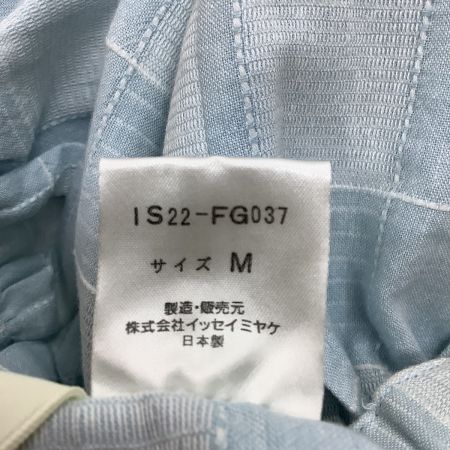 IS22-FG037
サイズ M
製造・販売元
株式会社イッセイミヤケ
日本製